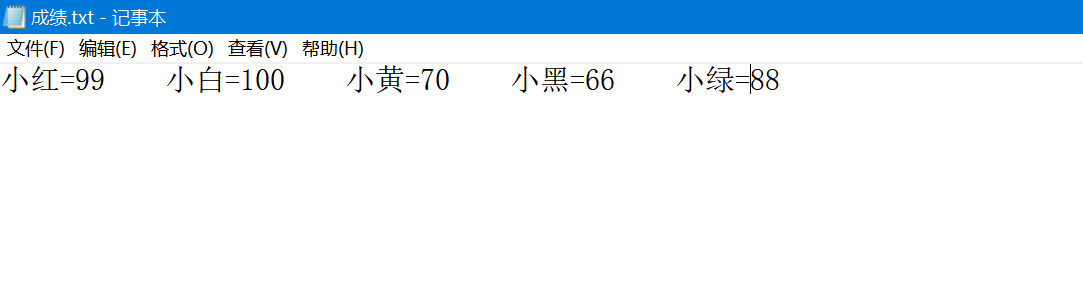 成绩.txt - 记事本
文件(F) 编辑(E) 格式(O) 查看(V) 帮助(H)
小红=99 小白=100 小黄=70 小黑=66 小绿=88